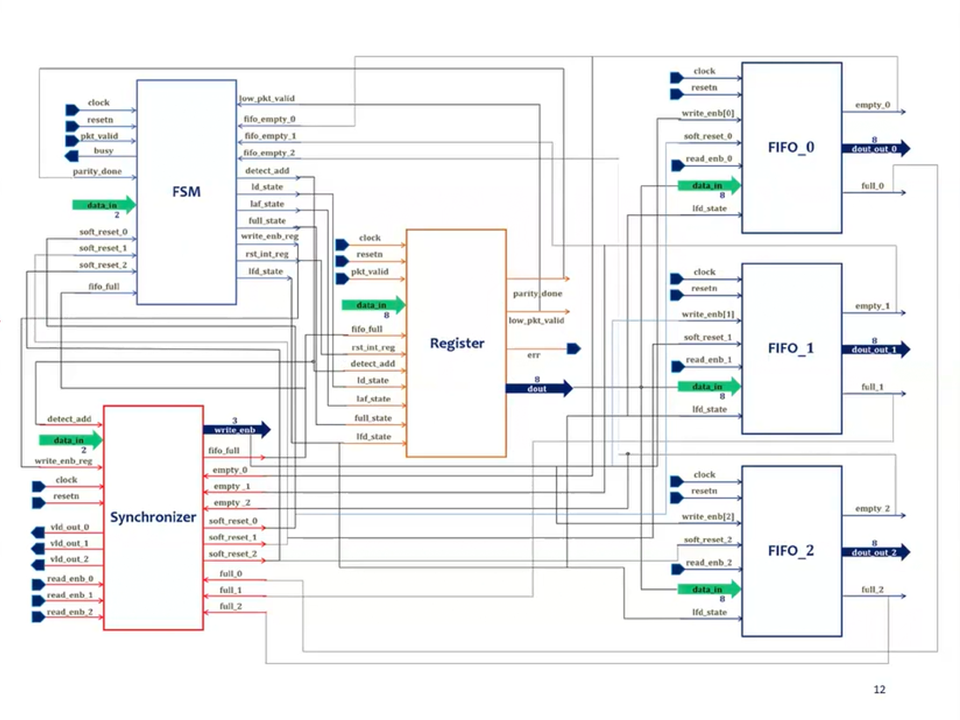 clock
resetn
pkt_valid
busy
parity_done
data_in
2
soft_reset_0
soft_reset_1
soft_reset_2
fifo_full
FSM
low_pkt_valid
fifo_empty_0
fifo_empty_1
fifo_empty_2
detect_add
ld_state
laf_state
full_state
write_enb_reg
rst_int_reg
lfd_state
clock
resetn
pkt_valid
data_in
8
fifo_full
rst_int_reg
detect_add
ld_state
laf_state
full_state
lfd_state
Register
parity_done
low_pkt_valid
err
8
dout
detect_add
data_in
2
write_enb_reg
clock
resetn
vld_out_0
vld_out_1
vld_out_2
read_enb_0
read_enb_1
read_enb_2
Synchronizer
3
write_enb
fifo_full
empty_0
empty_1
empty_2
soft_reset_0
soft_reset_1
soft_reset_2
full_0
full_1
full_2
clock
resetn
write_enb[0]
soft_reset_0
read_enb_0
data_in
8
lfd_state
FIFO_0
empty_0
8
dout_out_0
full_0
clock
resetn
write_enb[1]
soft_reset_1
read_enb_1
data_in
8
lfd_state
FIFO_1
empty_1
8
dout_out_1
full_1
clock
resetn
write_enb[2]
soft_reset_2
read_enb_2
data_in
8
lfd_state
FIFO_2
empty_2
8
dout_out_2
full_2
12